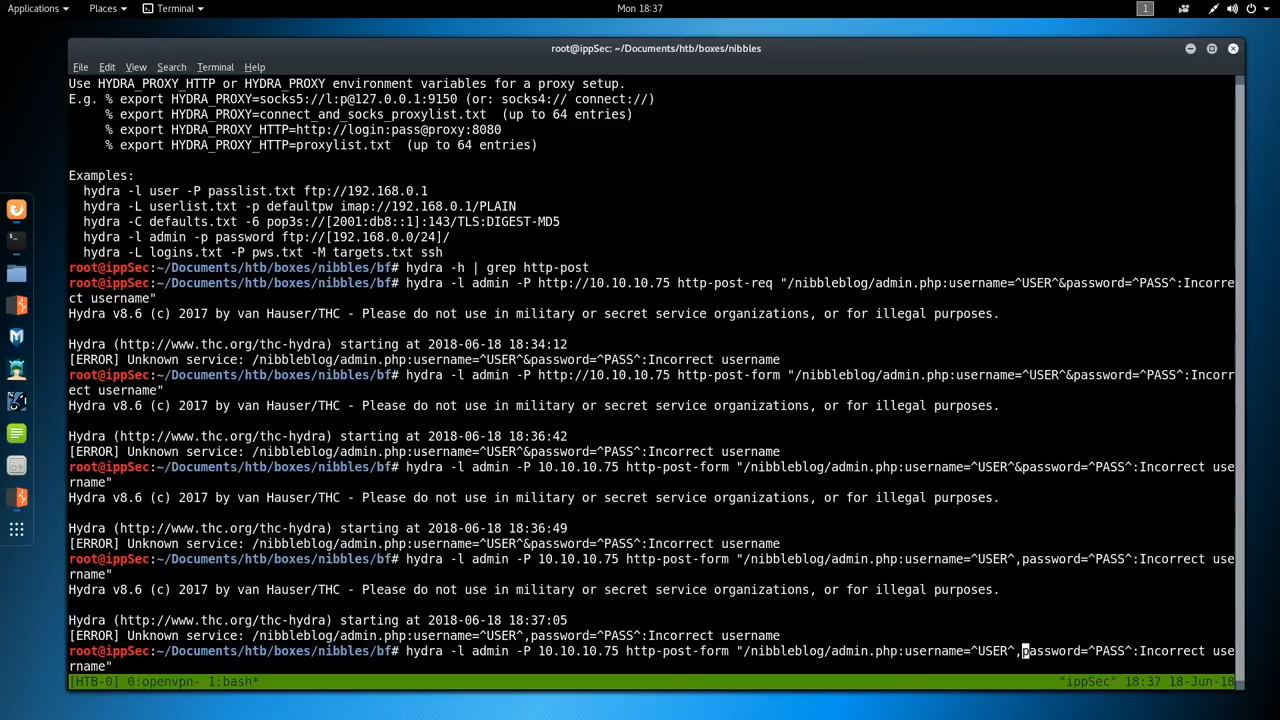 Applications Places Terminal Mon 18:37 1
root@ippSec: ~/Documents/htb/boxes/nibbles
File Edit View Search Terminal Help
Use HYDRA_PROXY_HTTP or HYDRA_PROXY environment variables for a proxy setup.
E.g. % export HYDRA_PROXY=socks5://l:p@127.0.0.1:9150 (or: socks4:// connect://)
% export HYDRA_PROXY=connect_and_socks_proxylist.txt  (up to 64 entries)
% export HYDRA_PROXY_HTTP=http://login:pass@proxy:8080
% export HYDRA_PROXY_HTTP=proxylist.txt  (up to 64 entries)
Examples:
hydra -l user -P passlist.txt ftp://192.168.0.1
hydra -L userlist.txt -p defaultpw imap://192.168.0.1/PLAIN
hydra -C defaults.txt -6 pop3s://[2001:db8::1]:143/TLS:DIGEST-MD5
hydra -l admin -p password ftp://[192.168.0.0/24]/
hydra -L logins.txt -P pws.txt -M targets.txt ssh
root@ippSec:~/Documents/htb/boxes/nibbles/bf# hydra -h | grep http-post
root@ippSec:~/Documents/htb/boxes/nibbles/bf# hydra -l admin -P http://10.10.10.75 http-post-req "/nibbleblog/admin.php:username=^USER^&password=^PASS^:Incorre
ct username"
Hydra v8.6 (c) 2017 by van Hauser/THC - Please do not use in military or secret service organizations, or for illegal purposes.
Hydra (http://www.thc.org/thc-hydra) starting at 2018-06-18 18:34:12
[ERROR] Unknown service: /nibbleblog/admin.php:username=^USER^&password=^PASS^:Incorrect username
root@ippSec:~/Documents/htb/boxes/nibbles/bf# hydra -l admin -P http://10.10.10.75 http-post-form "/nibbleblog/admin.php:username=^USER^&password=^PASS^:Incorr
ect username"
Hydra v8.6 (c) 2017 by van Hauser/THC - Please do not use in military or secret service organizations, or for illegal purposes.
Hydra (http://www.thc.org/thc-hydra) starting at 2018-06-18 18:36:42
[ERROR] Unknown service: /nibbleblog/admin.php:username=^USER^&password=^PASS^:Incorrect username
root@ippSec:~/Documents/htb/boxes/nibbles/bf# hydra -l admin -P 10.10.10.75 http-post-form "/nibbleblog/admin.php:username=^USER^&password=^PASS^:Incorrect use
rname"
Hydra v8.6 (c) 2017 by van Hauser/THC - Please do not use in military or secret service organizations, or for illegal purposes.
Hydra (http://www.thc.org/thc-hydra) starting at 2018-06-18 18:36:49
[ERROR] Unknown service: /nibbleblog/admin.php:username=^USER^&password=^PASS^:Incorrect username
root@ippSec:~/Documents/htb/boxes/nibbles/bf# hydra -l admin -P 10.10.10.75 http-post-form "/nibbleblog/admin.php:username=^USER^,password=^PASS^:Incorrect use
rname"
Hydra v8.6 (c) 2017 by van Hauser/THC - Please do not use in military or secret service organizations, or for illegal purposes.
Hydra (http://www.thc.org/thc-hydra) starting at 2018-06-18 18:37:05
[ERROR] Unknown service: /nibbleblog/admin.php:username=^USER^,password=^PASS^:Incorrect username
root@ippSec:~/Documents/htb/boxes/nibbles/bf# hydra -l admin -P 10.10.10.75 http-post-form "/nibbleblog/admin.php:username=^USER^,password=^PASS^:Incorrect use
rname"
[HTB-0] 0:openvpn- 1:bash* "ippSec" 18:37 18-Jun-18